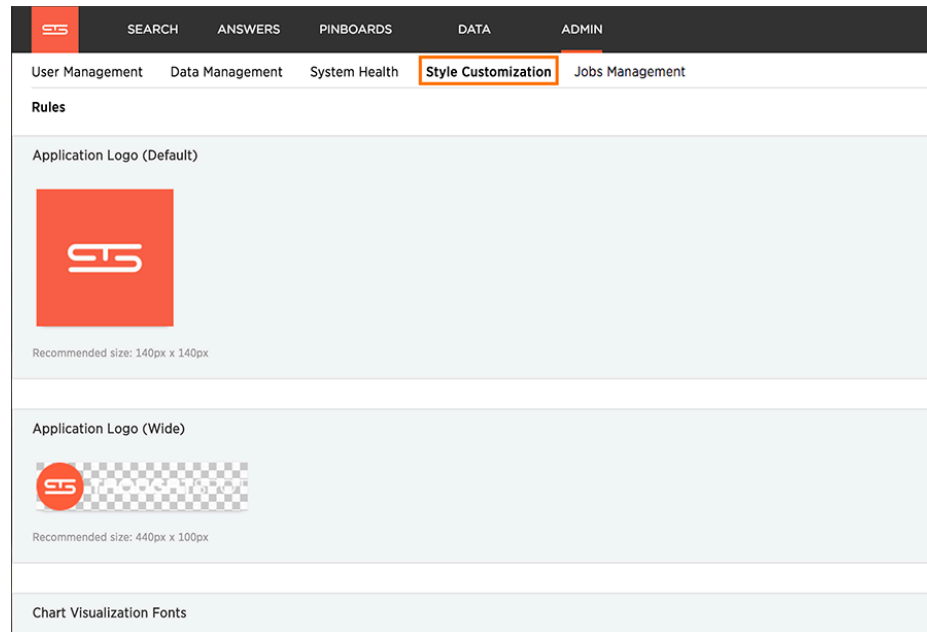 SEARCH ANSWERS PINBOARDS DATA ADMIN
User Management Data Management System Health Style Customization Jobs Management
Rules
Application Logo (Default)
Recommended size: 140px x 140px
Application Logo (Wide)
THOUGHTSPOT
Recommended size: 440px x 100px
Chart Visualization Fonts